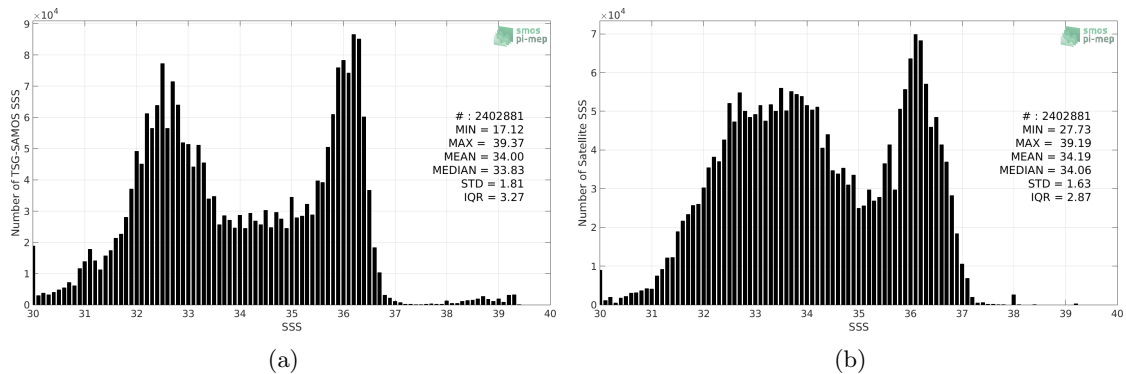 ×10⁴
9
8
7
6
5
4
3
2
1
0
Number of TSG-SAMOS SSS
30 31 32 33 34 35 36 37 38 39 40
SSS
smos
pi-mep
# : 2402881
MIN = 17.12
MAX = 39.37
MEAN = 34.00
MEDIAN = 33.83
STD = 1.81
IQR = 3.27
(a)
×10⁴
7
6
5
4
3
2
1
0
Number of Satellite SSS
30 31 32 33 34 35 36 37 38 39 40
SSS
smos
pi-mep
# : 2402881
MIN = 27.73
MAX = 39.19
MEAN = 34.19
MEDIAN = 34.06
STD = 1.63
IQR = 2.87
(b)